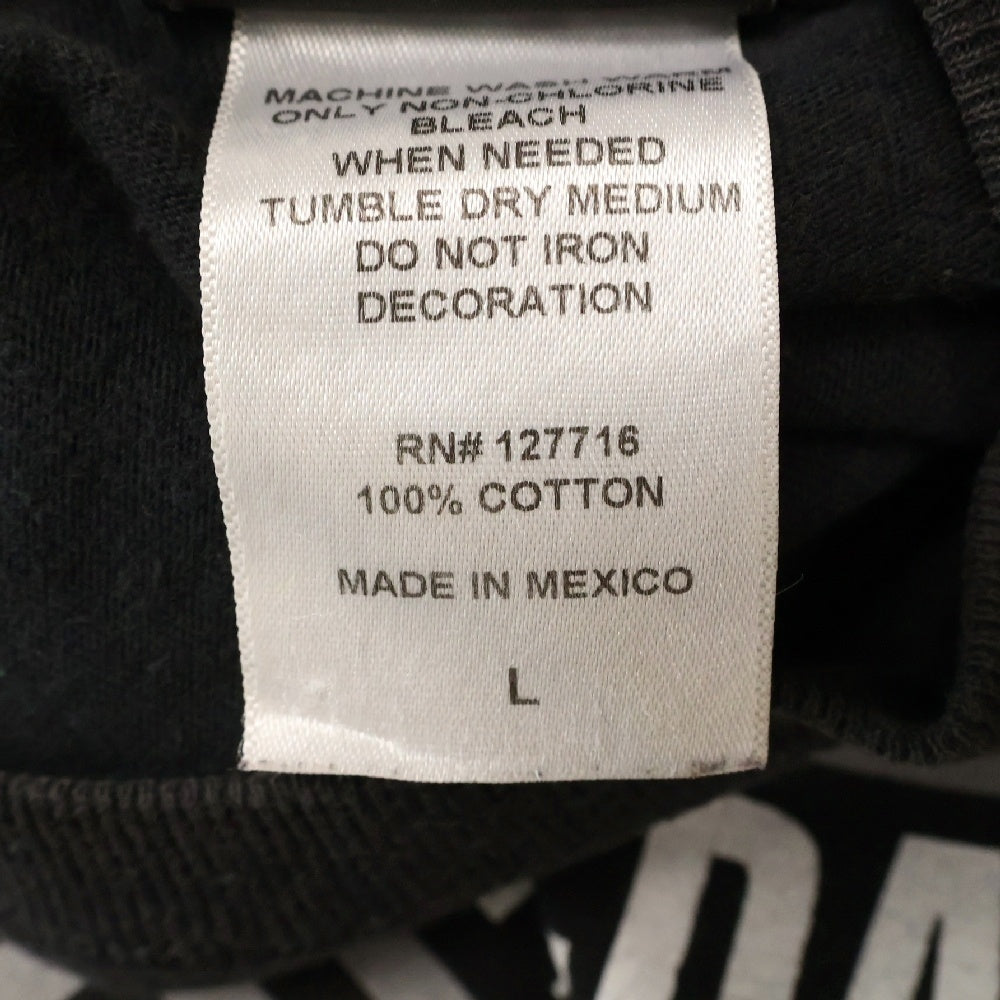 MACHINE WASH WARM
ONLY NON-CHLORINE
BLEACH
WHEN NEEDED
TUMBLE DRY MEDIUM
DO NOT IRON
DECORATION
RN# 127716
100% COTTON
MADE IN MEXICO
L